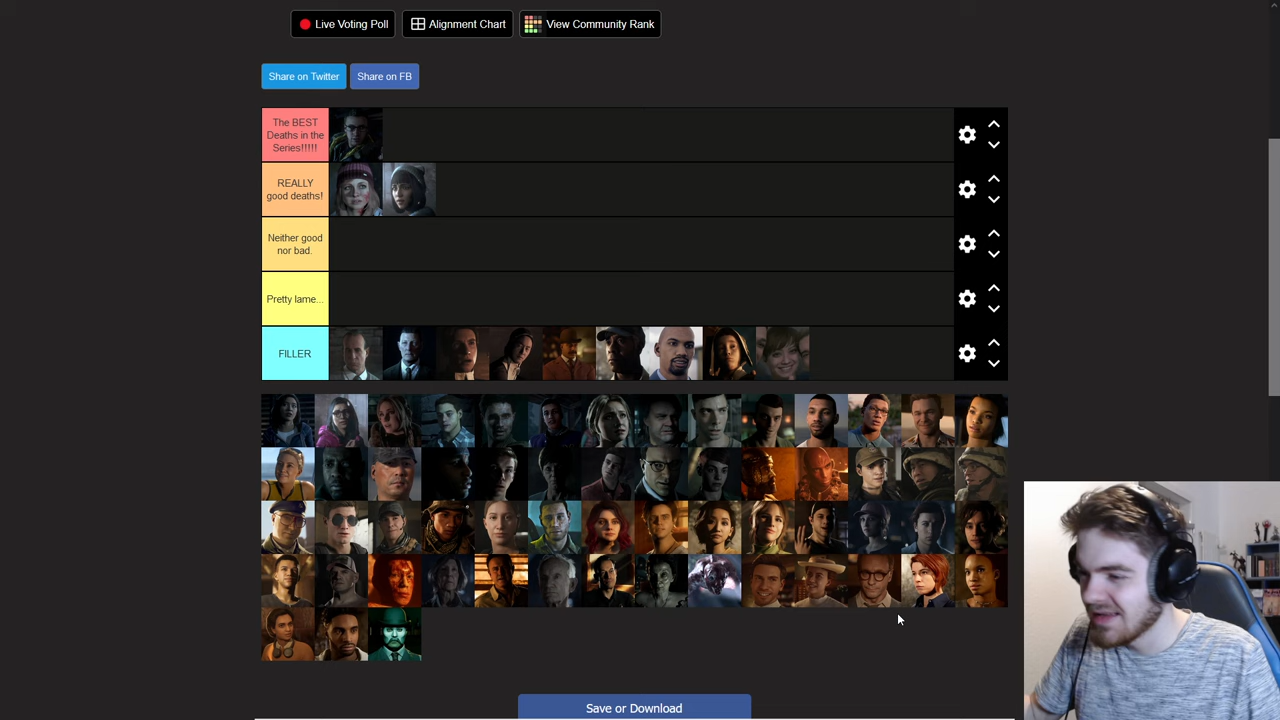 Live Voting Poll
Alignment Chart
View Community Rank
Share on Twitter
Share on FB
The BEST
Deaths in the
Series!!!!!
REALLY
good deaths!
Neither good
nor bad.
Pretty lame...
FILLER
Save or Download